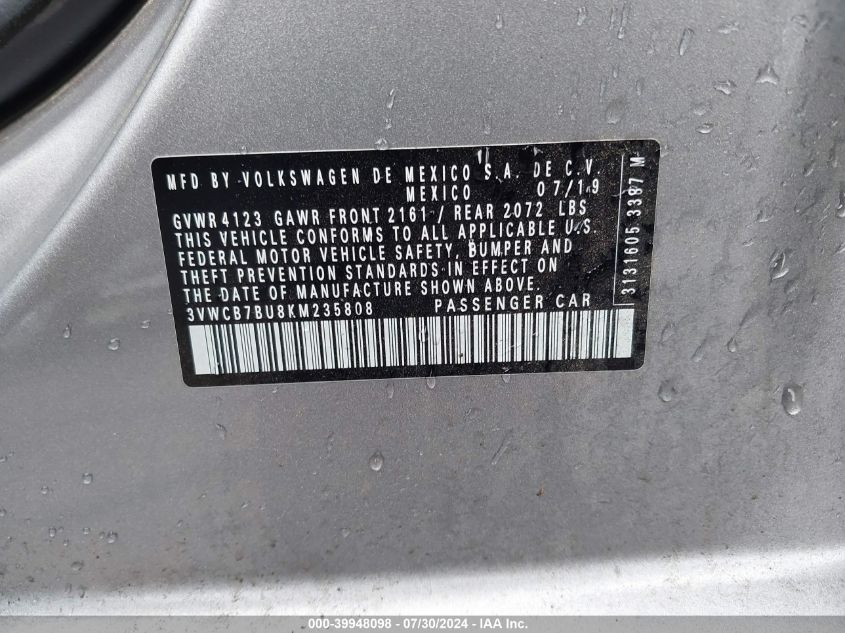 MFD BY VOLKSWAGEN DE MEXICO S.A. DE C.V.
MEXICO 07/19
GVWR 4123 GAWR FRONT 2161 / REAR 2072 LBS
THIS VEHICLE CONFORMS TO ALL APPLICABLE U.S.
FEDERAL MOTOR VEHICLE SAFETY, BUMPER AND
THEFT PREVENTION STANDARDS IN EFFECT ON
THE DATE OF MANUFACTURE SHOWN ABOVE.
3VWCB7BU8KM235808 PASSENGER CAR
3131605 3387 M
000-39948098 - 07/30/2024 - IAA Inc.